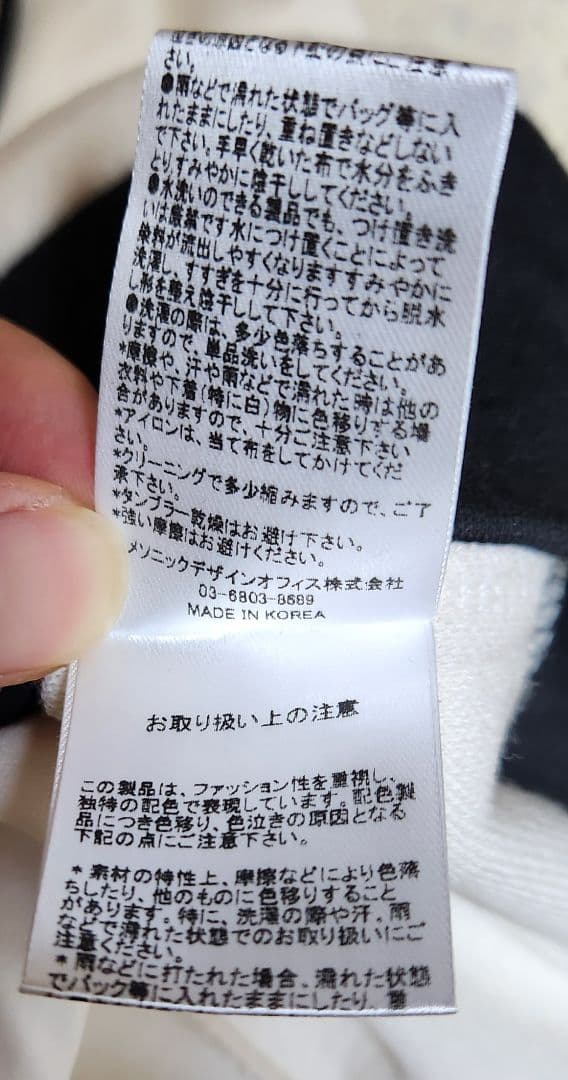 色泣きの原因となる下記の点にご注意
さい。
●雨などで濡れた状態でバッグ等に入
れたままにしたり、重ね置きなどしない
で下さい。手早く乾いた布で水分をふき
とりすみやかに陰干ししてください。
●水洗いのできる製品でも、つけ置き洗
いは厳禁です水につけ置くことによって
染料が流出しやすくなりますすみやかに
洗濯し、すすぎを十分に行ってから脱水
し形を整え陰干しして下さい。
●洗濯の際は、多少色落ちすることがあ
りますので、単品洗いをしてください。
*摩擦や、汗や雨などで濡れた時は他の
衣料や下着(特に白)物に色移りする場
合がありますので、十分ご注意下さい
*アイロンは、当て布をしてかけてくだ
さい。
*クリーニングで多少縮みますので、ご了
承下さい。
*タンブラー乾燥はお避け下さい。
*強い摩擦はお避けください。
メソニックデザインオフィス株式会社
03-6803-8689
MADE IN KOREA
お取り扱い上の注意
この製品は、ファッション性を重視し、
独特の配色で表現しています。配色製
品につき色移り、色泣きの原因となる
下記の点にご注意下さい。
* 素材の特性上、摩擦などにより色落
ちしたり、他のものに色移りすること
があります。特に、洗濯の際や汗、雨
などで濡れた状態でのお取り扱いにご
注意ください。
* 雨などに打たれた場合、濡れた状態
でバック等に入れたままにしたり、重